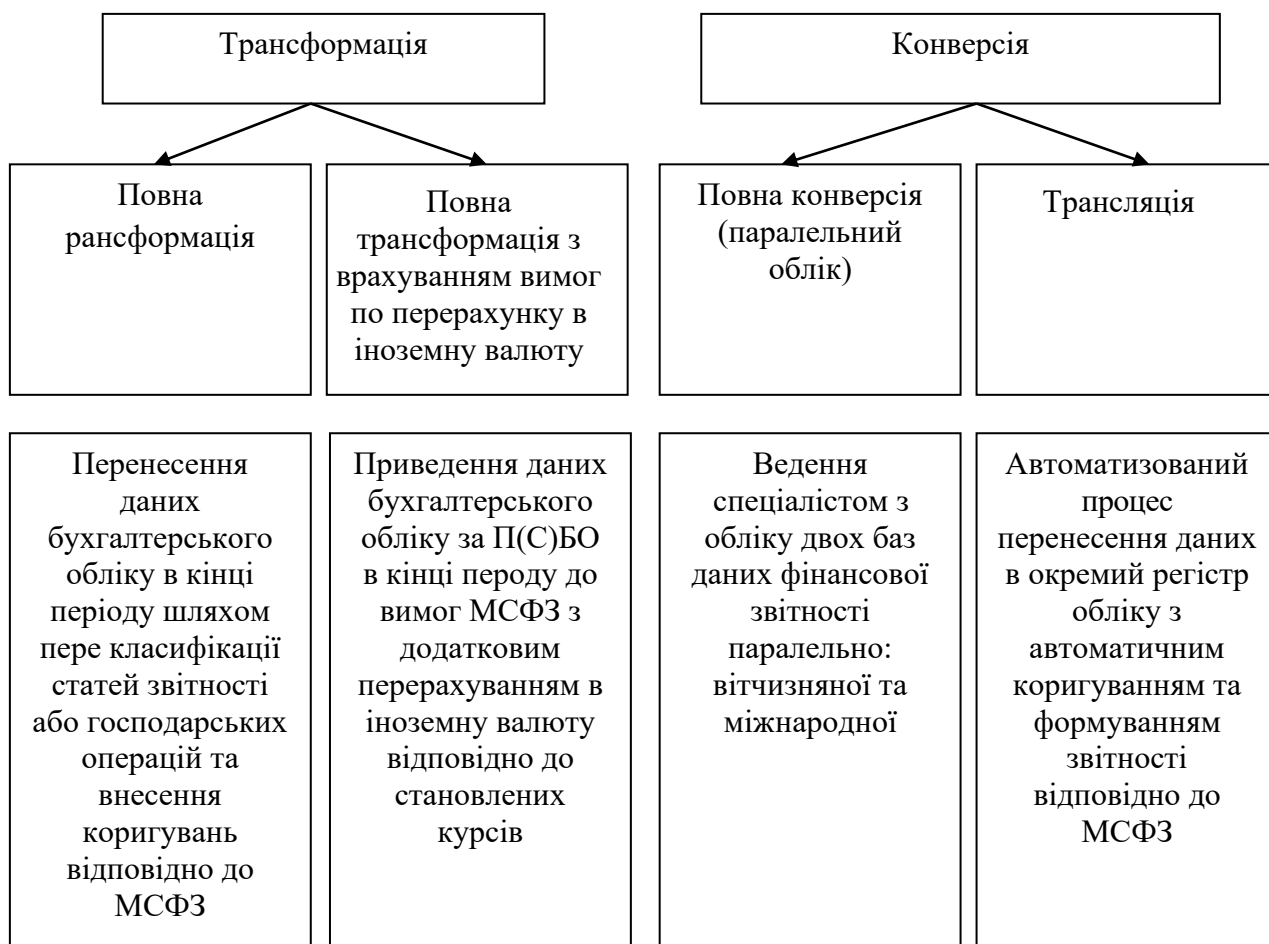 Трансформація
Конверсія
Повна
рансформація
Повна
трансформація з
врахуванням вимог
по перерахунку в
іноземну валюту
Повна конверсія
(паралельний
облік)
Трансляція
Перенесення
даних
бухгалтерського
обліку в кінці
періоду шляхом
пере класифікації
статей звітності
або господарських
операцій та
внесення
коригувань
відповідно до
МСФЗ
Приведення даних
бухгалтерського
обліку за П(С)БО
в кінці пероду до
вимог МСФЗ з
додатковим
перерахуванням в
іноземну валюту
відповідно до
становлених
курсів
Ведення
спеціалістом з
обліку двох баз
даних фінансової
звітності
паралельно:
вітчизняної та
міжнародної
Автоматизований
процес
перенесення даних
в окремий регістр
обліку з
автоматичним
коригуванням та
формуванням
звітності
відповідно до
МСФЗ